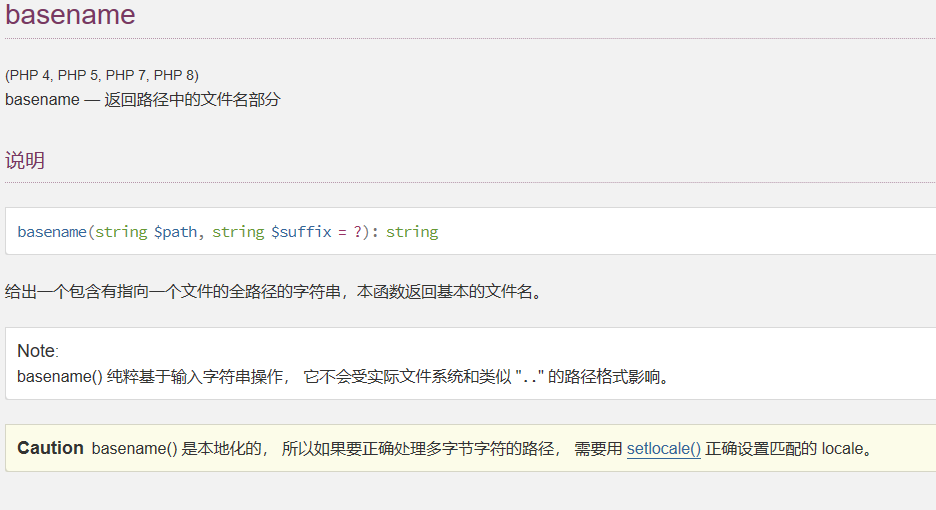 basename
(PHP 4, PHP 5, PHP 7, PHP 8)
basename — 返回路径中的文件名部分
说明
basename(string $path, string $suffix = ?): string
给出一个包含有指向一个文件的全路径的字符串，本函数返回基本的文件名。
Note:
basename() 纯粹基于输入字符串操作， 它不会受实际文件系统和类似 ".." 的路径格式影响。
Caution basename() 是本地化的， 所以如果要正确处理多字节字符的路径， 需要用 setlocale() 正确设置匹配的 locale。